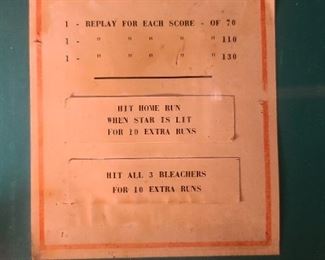 1 - REPLAY FOR EACH SCORE - OF 70
1 - " " " " " 110
1 - " " " " " 130
HIT HOME RUN
WHEN STAR IS LIT
FOR 10 EXTRA RUNS
HIT ALL 3 BLEACHERS
FOR 10 EXTRA RUNS